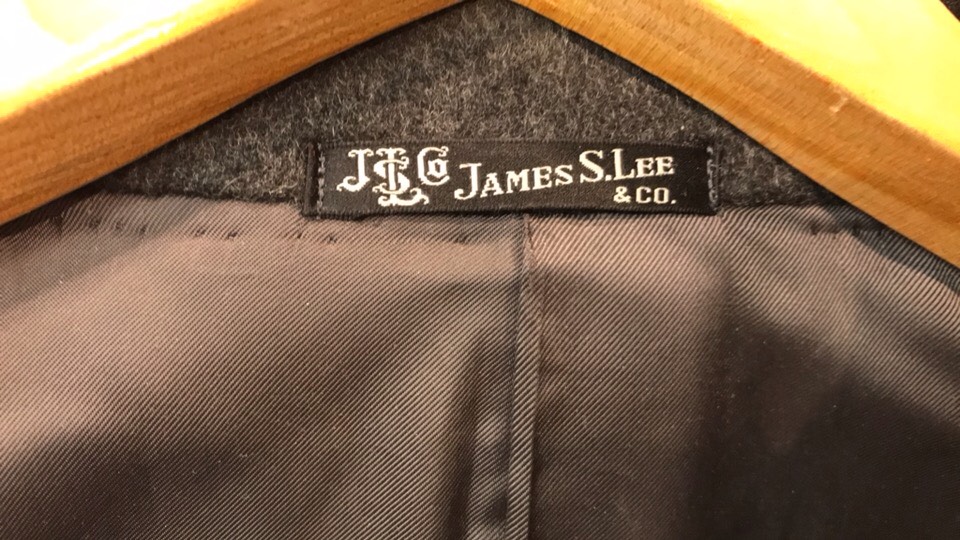 JSL Co JAMES S. LEE
& CO.